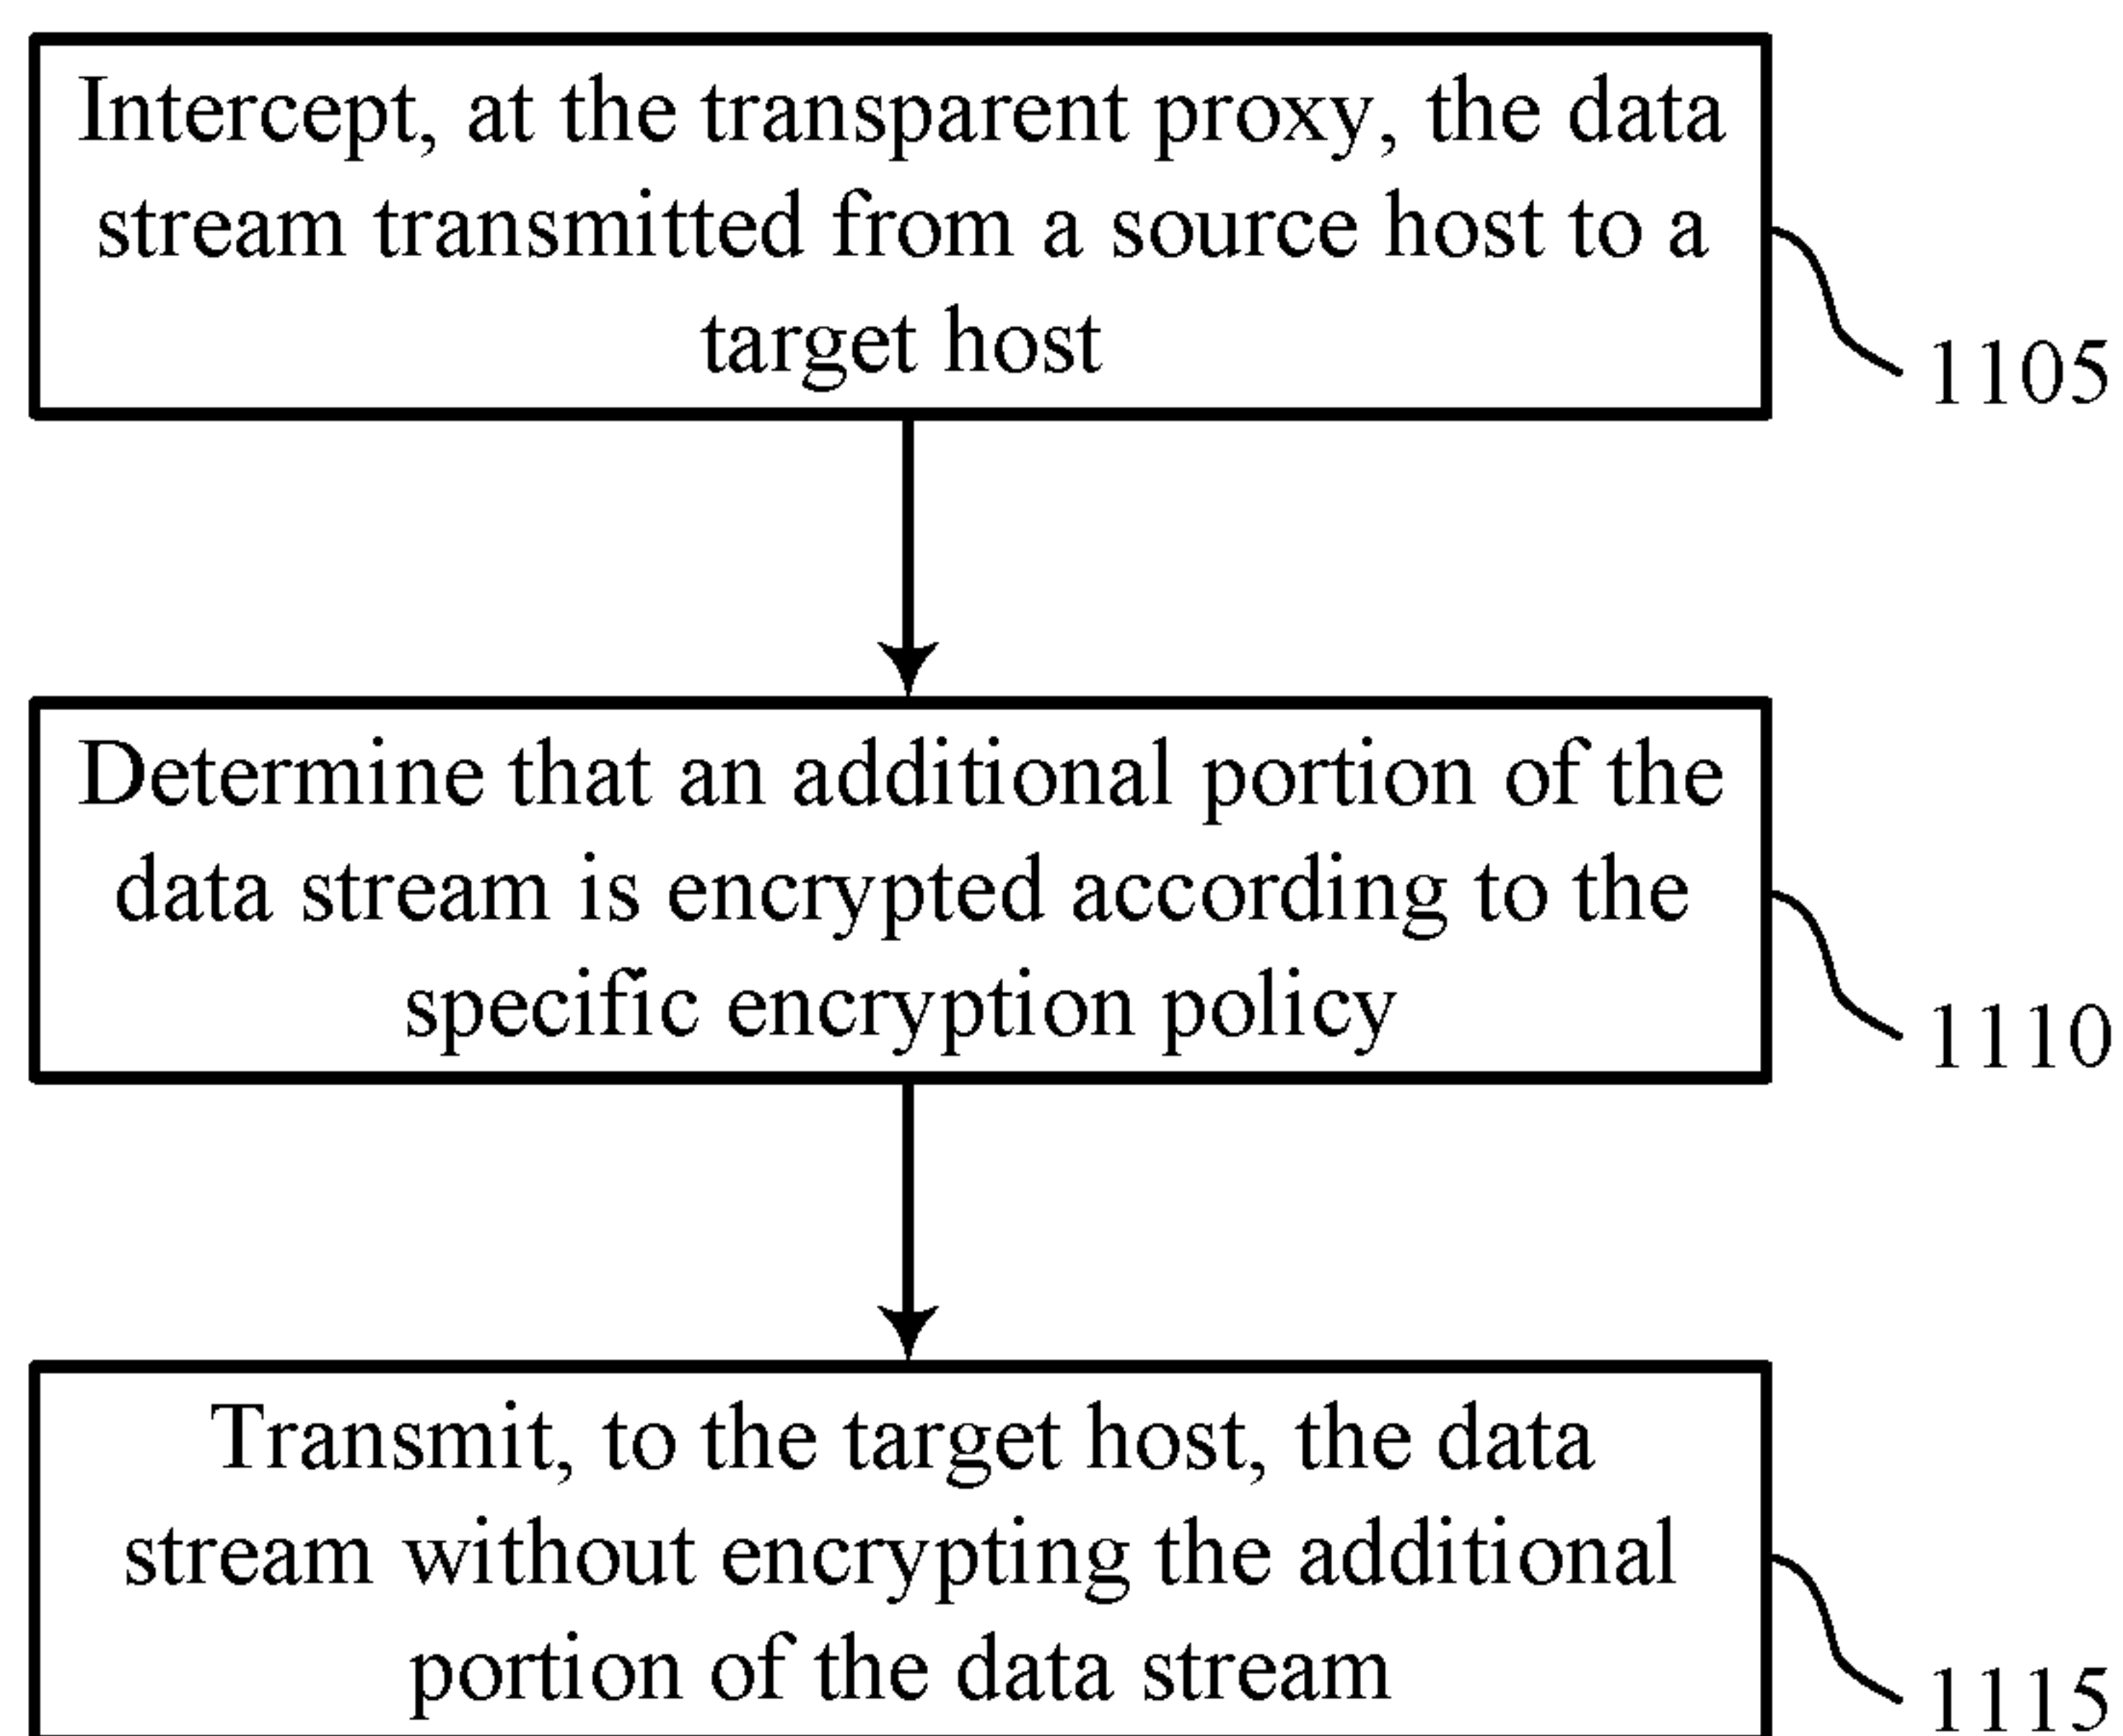 Intercept, at the transparent proxy, the data
stream transmitted from a source host to a
target host
1105
Determine that an additional portion of the
data stream is encrypted according to the
specific encryption policy
1110
Transmit, to the target host, the data
stream without encrypting the additional
portion of the data stream
1115